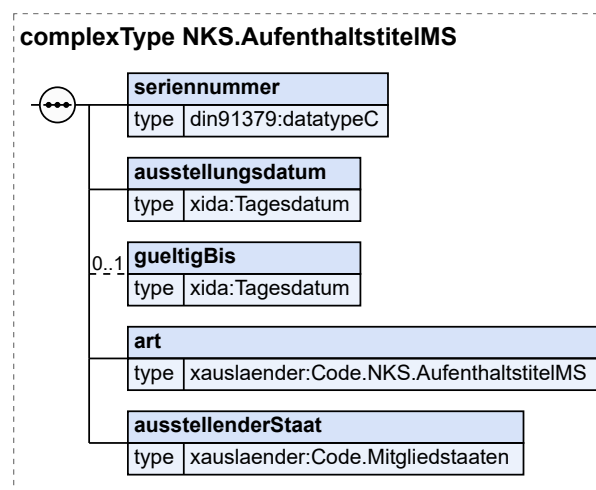 complexType NKS.AufenthaltstitelMS
seriennummer
type din91379:datatypeC
ausstellungsdatum
type xida:Tagesdatum
0..1
gueltigBis
type xida:Tagesdatum
art
type xauslaender:Code.NKS.AufenthaltstitelMS
ausstellenderStaat
type xauslaender:Code.Mitgliedstaaten